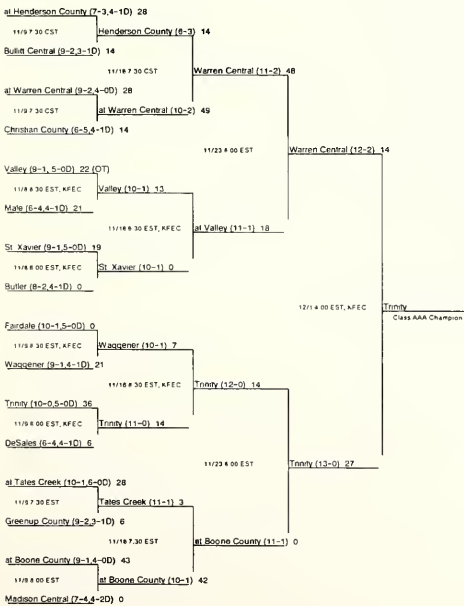 at Henderson County (7-3,4-1D) 28
11/9 7 30 CST
Henderson County (8-3) 14
Bullitt Central (9-2,3-1D) 14
11/16 7 30 CST
Warren Central (11-2) 48
at Warren Central (9-2,4-0D) 28
11/9 7 30 CST
at Warren Central (10-2) 49
Christian County (6-5,4-1D) 14
11/23 8 00 EST
Warren Central (12-2) 14
Valley (9-1, 5-0D) 22 (OT)
11/8 8 30 EST, KFEC
Valley (10-1) 13
Male (6-4,4-1D) 21
11/16 8 30 EST, KFEC
at Valley (11-1) 18
St Xavier (9-1,5-0D) 19
11/8 6 00 EST, KFEC
St Xavier (10-1) 0
Butler (8-2,4-1D) 0
12/1 4 00 EST, KFEC
Trinity
Class AAA Champion
Fairdale (10-1,5-0D) 0
11/9 8 30 EST, KFEC
Waggener (10-1) 7
Waggener (9-1,4-1D) 21
11/16 8 30 EST, KFEC
Trinity (12-0) 14
Trinity (10-0,5-0D) 36
11/9 6 00 EST, KFEC
Trinity (11-0) 14
DeSales (6-4,4-1D) 6
11/23 8 00 EST
Trinity (13-0) 27
at Tates Creek (10-1,6-0D) 28
11/9 7 30 EST
Tates Creek (11-1) 3
Greenup County (9-2,3-1D) 6
11/16 7.30 EST
at Boone County (11-1) 0
at Boone County (9-1,4-0D) 43
11/9 8 00 EST
at Boone County (10-1) 42
Madison Central (7-4,4-2D) 0